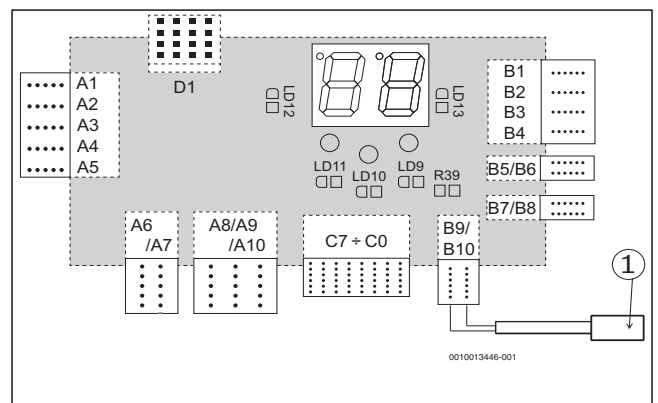 D1
A1
A2
A3
A4
A5
LD12
LD13
B1
B2
B3
B4
LD11
LD10
LD9
R39
B5/B6
B7/B8
A6
/A7
A8/A9
/A10
C7 ÷ C0
B9/
B10
1
0010013446-001